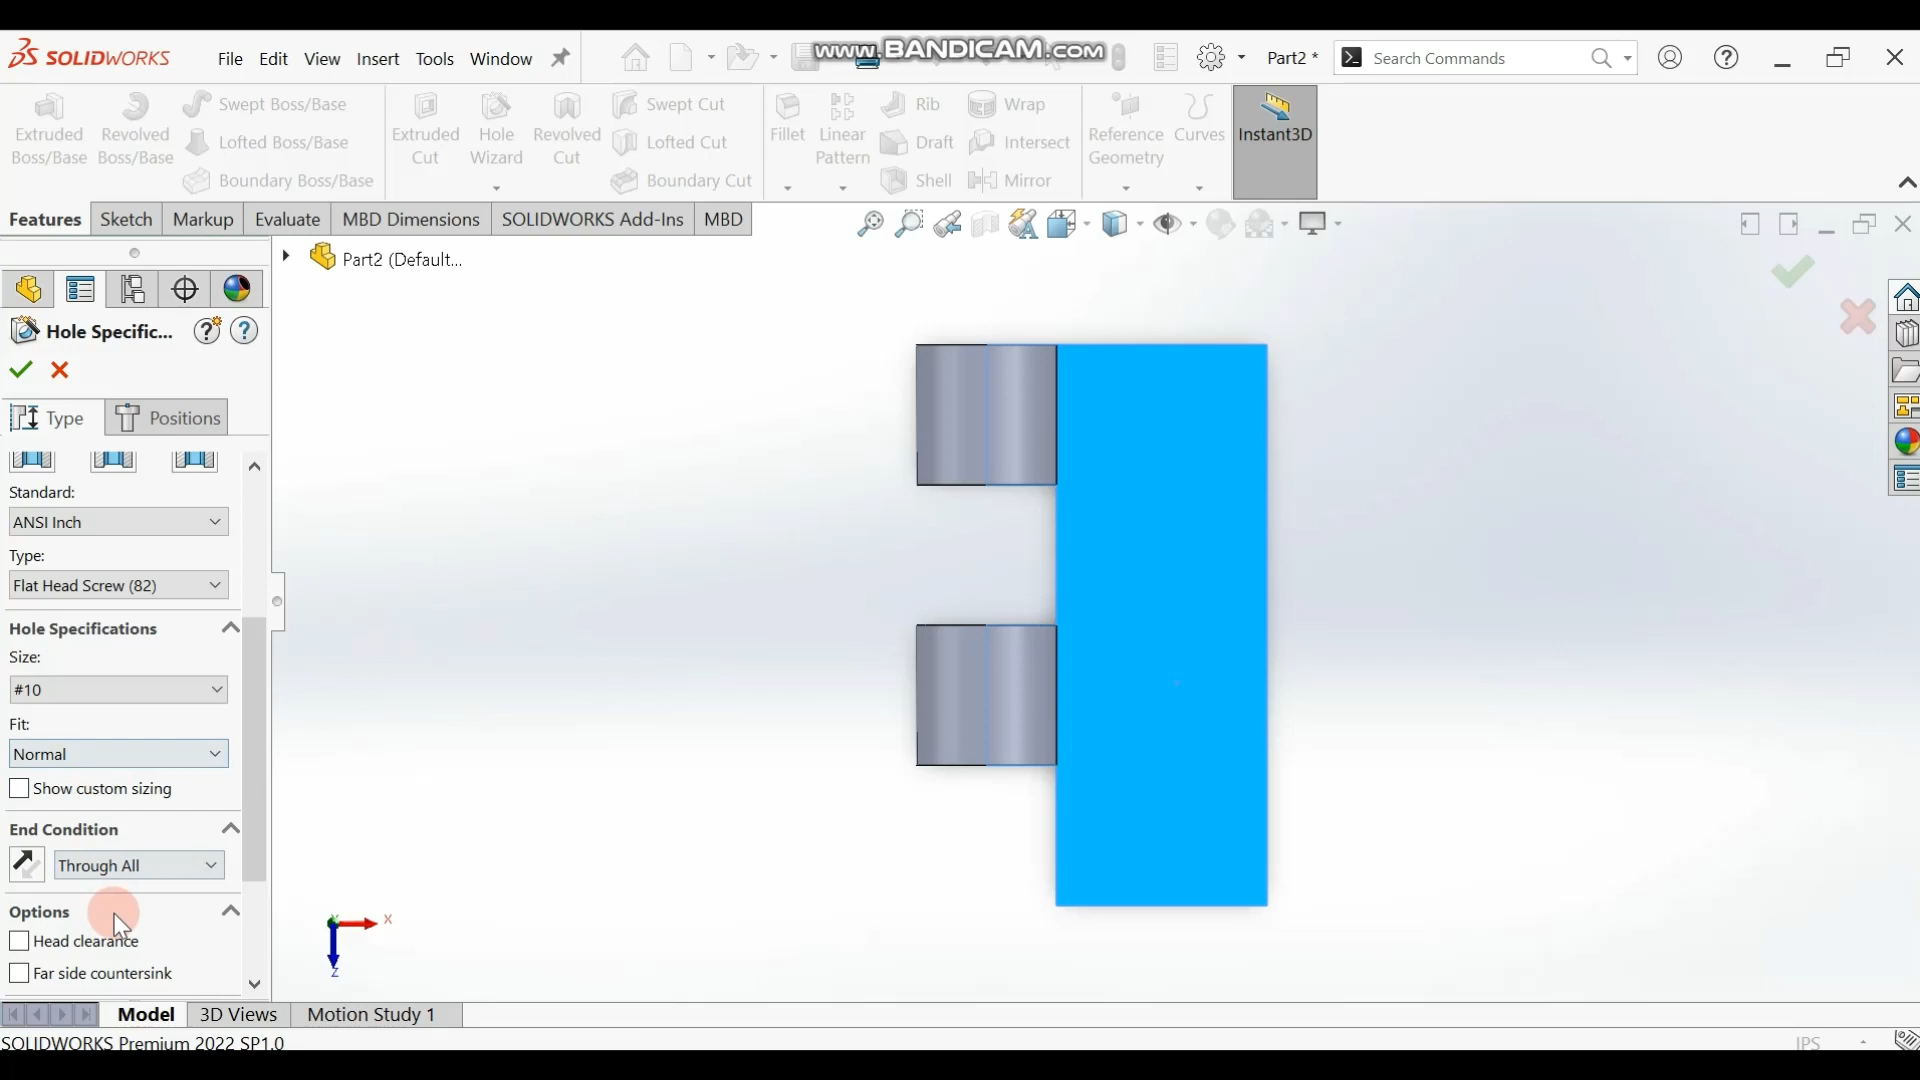 SOLIDWORKS File Edit View Insert Tools Window www.BANDICAM.com Part2 * Search Commands
Extruded Boss/Base
Revolved Boss/Base
Swept Boss/Base
Lofted Boss/Base
Boundary Boss/Base
Extruded Cut
Hole Wizard
Revolved Cut
Swept Cut
Lofted Cut
Boundary Cut
Fillet
Linear Pattern
Rib
Draft
Shell
Wrap
Intersect
Mirror
Reference Geometry
Curves
Instant3D
Features Sketch Markup Evaluate MBD Dimensions SOLIDWORKS Add-Ins MBD
Part2 (Default...
Hole Specific...
Type Positions
Standard:
ANSI Inch
Type:
Flat Head Screw (82)
Hole Specifications
Size:
#10
Fit:
Normal
Show custom sizing
End Condition
Through All
Options
Head clearance
Far side countersink
X
Y
Z
Model 3D Views Motion Study 1
SOLIDWORKS Premium 2022 SP1.0
IPS